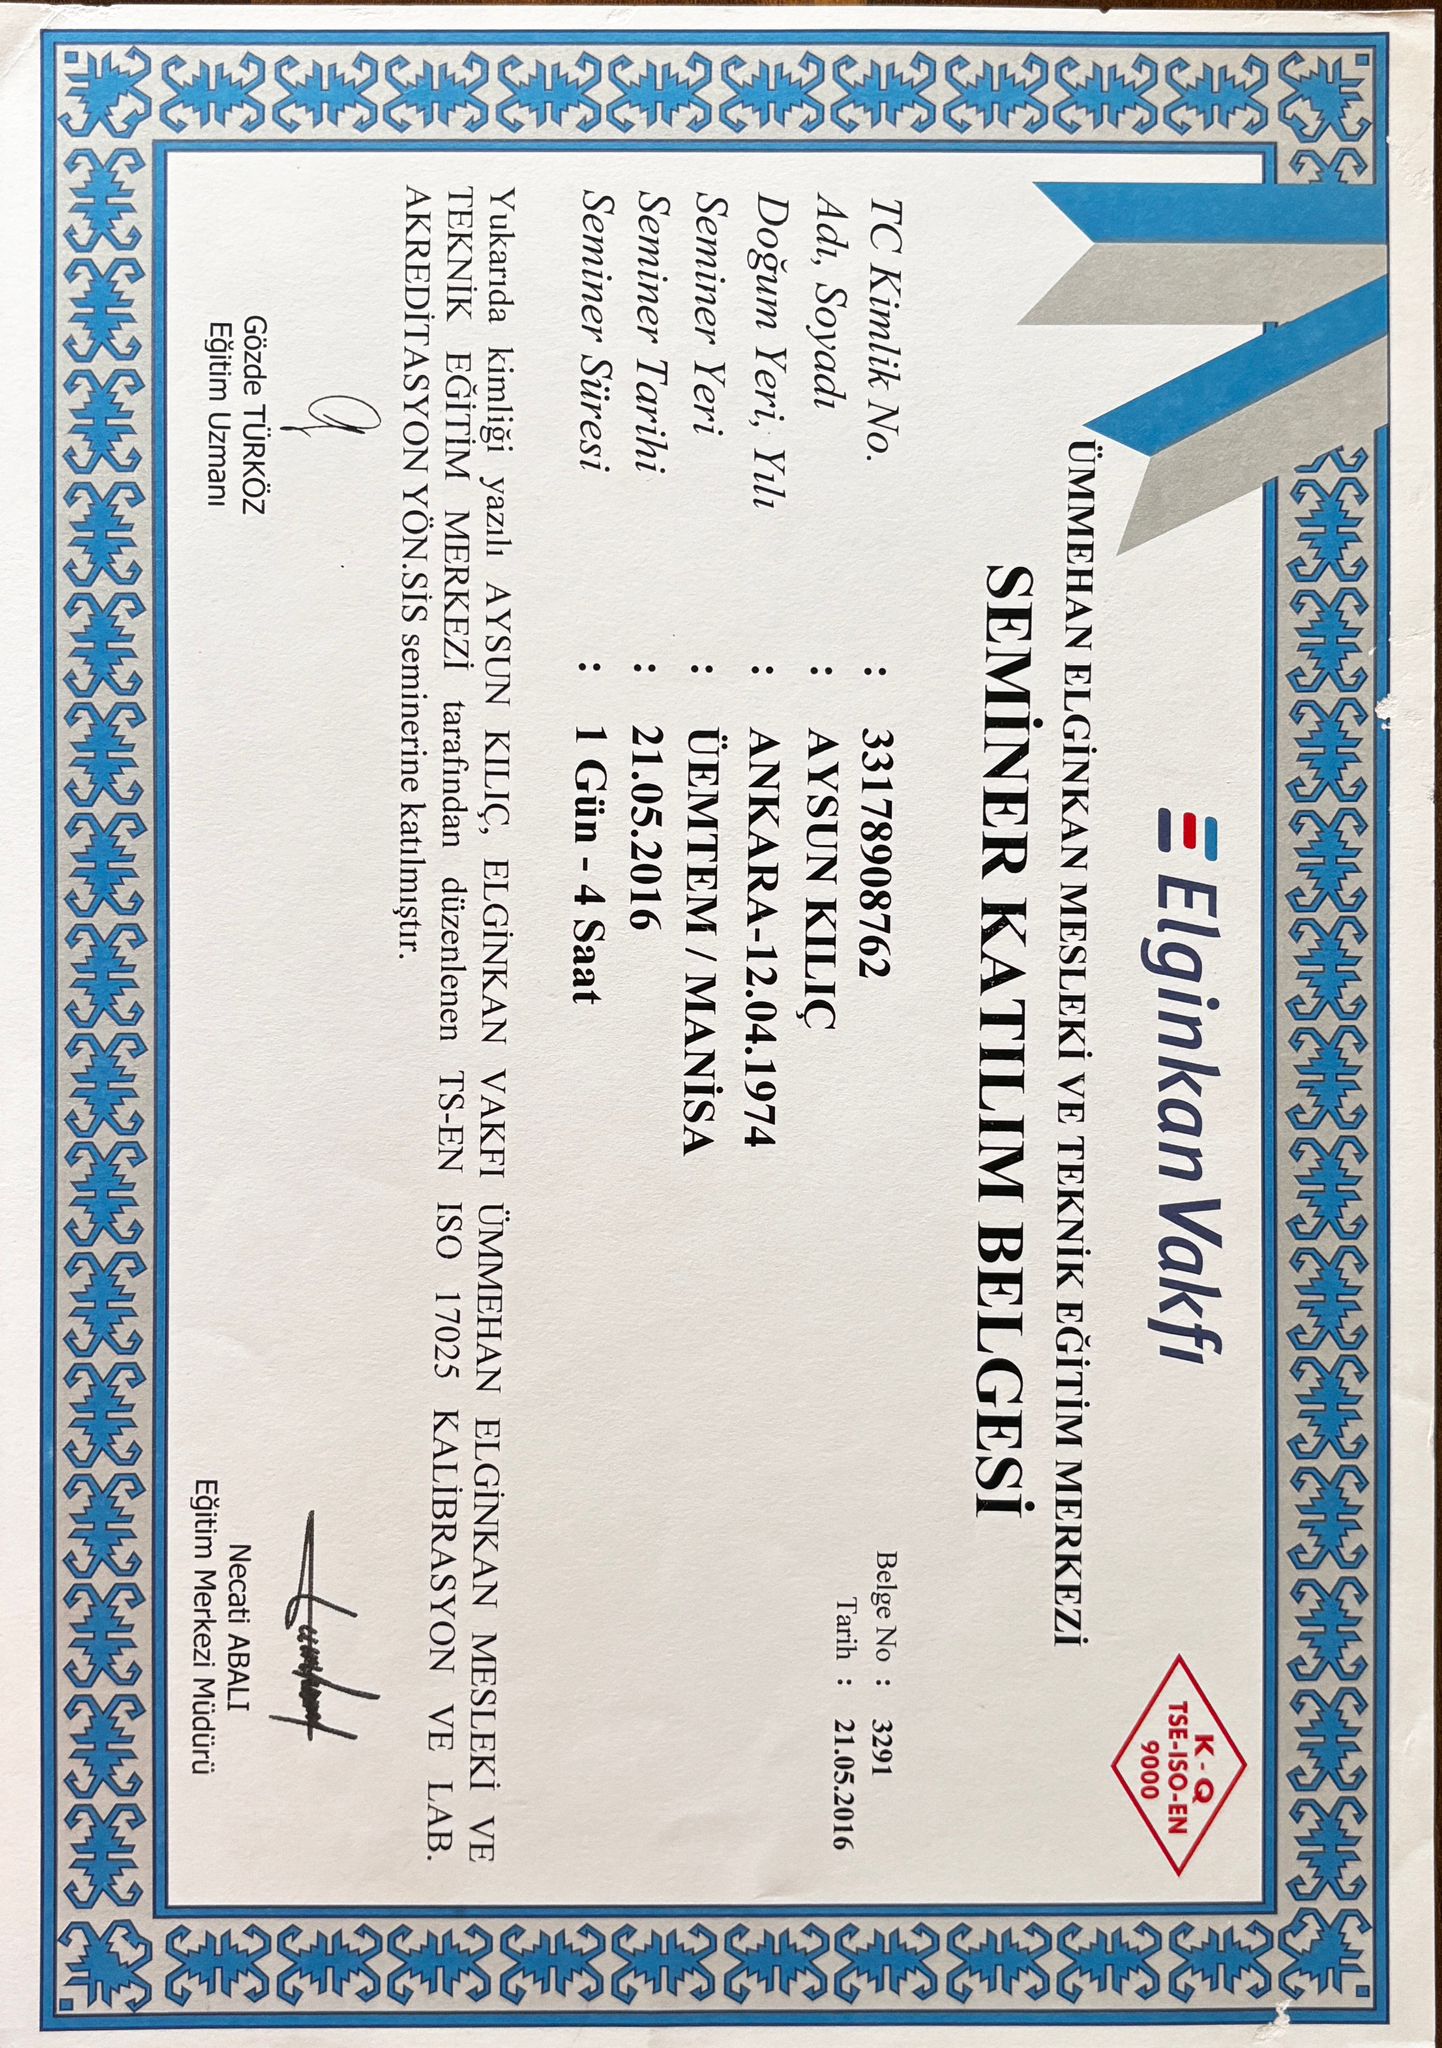 Elginkan Vakfı
K - Q
TSE-ISO-EN
9000
ÜMMEHAN ELGİNKAN MESLEKİ VE TEKNİK EĞİTİM MERKEZİ
SEMİNER KATILIM BELGESİ
Belge No : 3291
Tarih : 21.05.2016
TC Kimlik No. : 33178908762
Adı, Soyadı : AYSUN KILIÇ
Doğum Yeri, Yılı : ANKARA-12.04.1974
Seminer Yeri : ÜEMTEM / MANİSA
Seminer Tarihi : 21.05.2016
Seminer Süresi : 1 Gün - 4 Saat
Yukarıda kimliği yazılı AYSUN KILIÇ, ELGİNKAN VAKFI ÜMMEHAN ELGİNKAN MESLEKİ VE
TEKNİK EĞİTİM MERKEZİ tarafından düzenlenen TS-EN ISO 17025 KALİBRASYON VE LAB.
AKREDİTASYON YÖN.SİS seminerine katılmıştır.
Gözde TÜRKÖZ
Eğitim Uzmanı
Necati ABALI
Eğitim Merkezi Müdürü